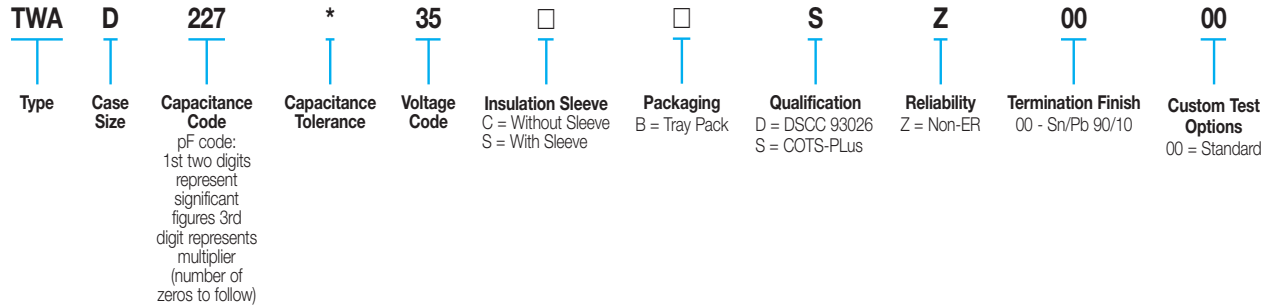 TWA D 227 * 35 □ □ S Z 00 00
Type
Case
Size
Capacitance
Code
pF code:
1st two digits
represent
significant
figures 3rd
digit represents
multiplier
(number of
zeros to follow)
Capacitance
Tolerance
Voltage
Code
Insulation Sleeve
C = Without Sleeve
S = With Sleeve
Packaging
B = Tray Pack
Qualification
D = DSCC 93026
S = COTS-PLus
Reliability
Z = Non-ER
Termination Finish
00 - Sn/Pb 90/10
Custom Test
Options
00 = Standard